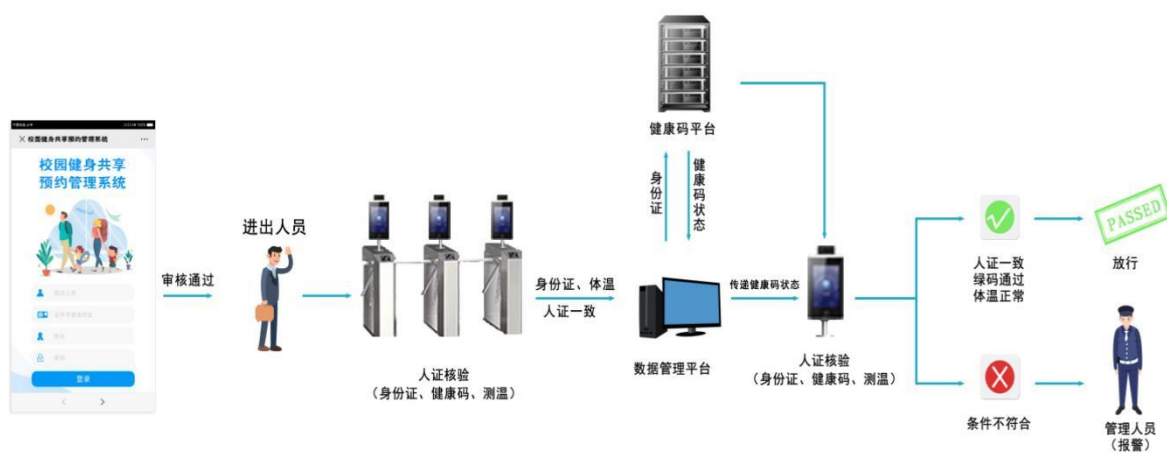 校园健身共享预约管理系统
校园健身共享
预约管理系统
登录
审核通过
进出人员
人证核验
（身份证、健康码、测温）
身份证、体温
人证一致
健康码平台
身份证
健康码状态
数据管理平台
传递健康码状态
人证核验
（身份证、健康码、测温）
人证一致
绿码通过
体温正常
PASSED
放行
条件不符合
管理人员
（报警）